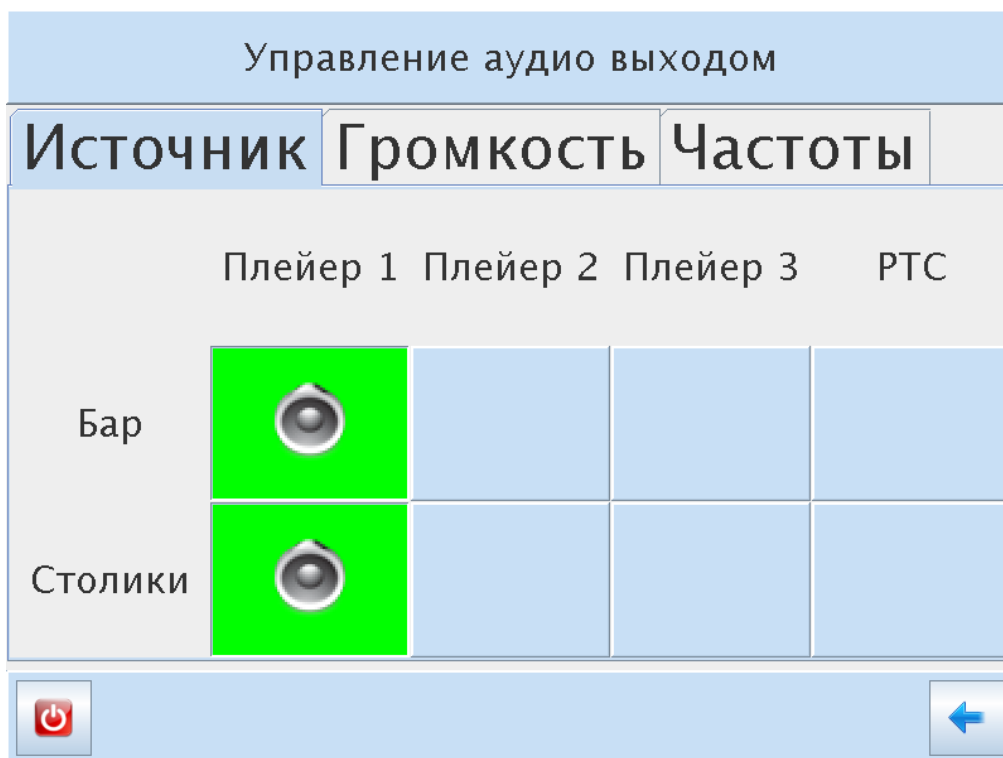 Управление аудио выходом
Источник Громкость Частоты
Плейер 1 Плейер 2 Плейер 3 РТС
Бар
Столики